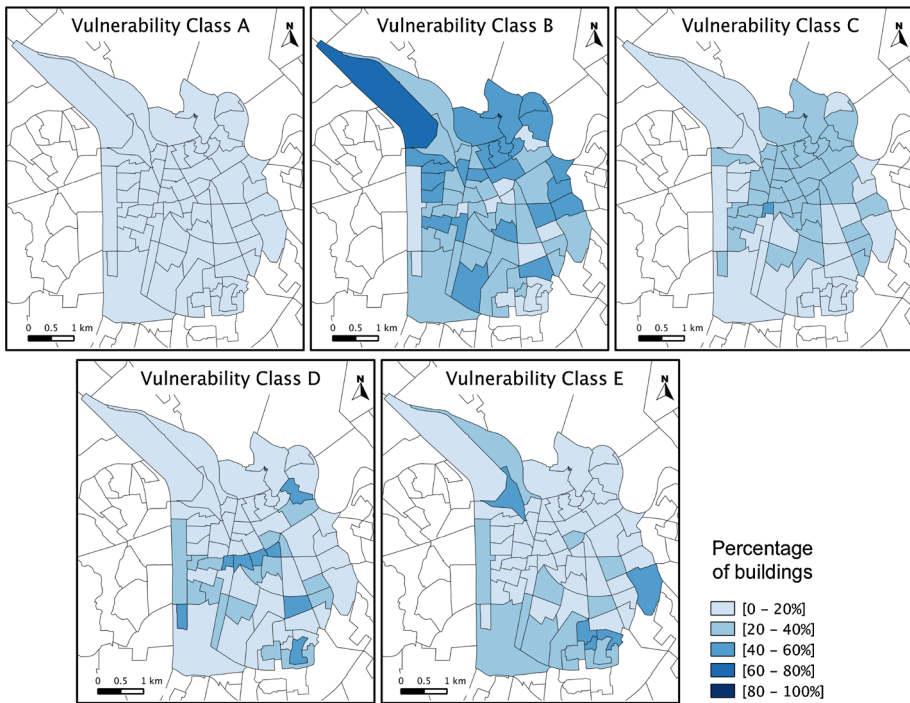 Vulnerability Class A
N
0 0.5 1 km
Vulnerability Class B
N
0 0.5 1 km
Vulnerability Class C
N
0 0.5 1 km
Vulnerability Class D
N
0 0.5 1 km
Vulnerability Class E
N
0 0.5 1 km
Percentage
of buildings
[0 – 20%]
[20 – 40%]
[40 – 60%]
[60 – 80%]
[80 – 100%]